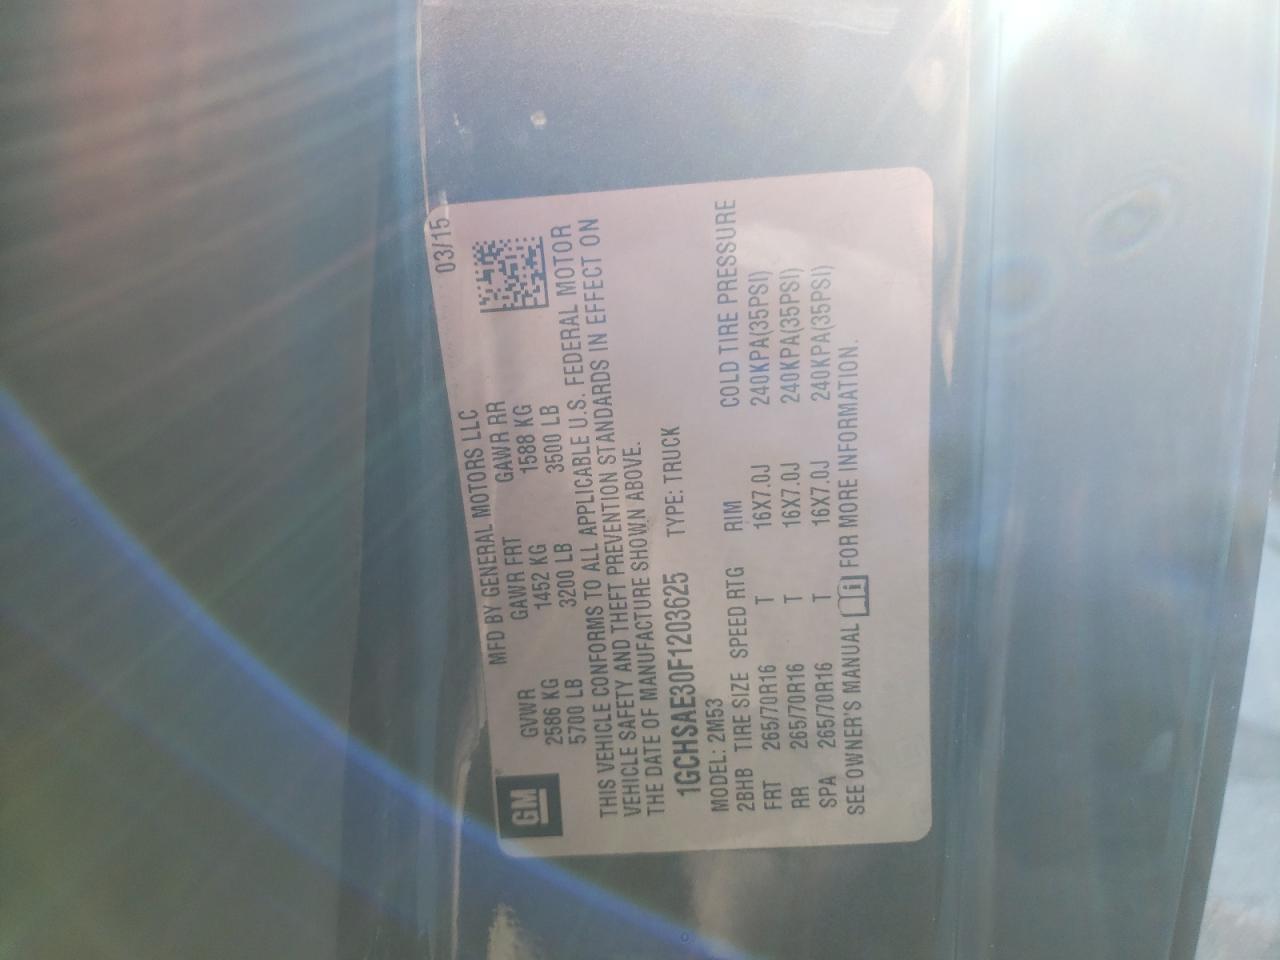 MFD BY GENERAL MOTORS LLC 03/15
GM
GVWR GAWR FRT GAWR RR
2586 KG 1452 KG 1588 KG
5700 LB 3200 LB 3500 LB
THIS VEHICLE CONFORMS TO ALL APPLICABLE U.S. FEDERAL MOTOR
VEHICLE SAFETY AND THEFT PREVENTION STANDARDS IN EFFECT ON
THE DATE OF MANUFACTURE SHOWN ABOVE.
1GCHSAE30F1203625 TYPE: TRUCK
MODEL: 2M53
2BHB TIRE SIZE SPEED RTG RIM COLD TIRE PRESSURE
FRT 265/70R16 T 16X7.0J 240KPA(35PSI)
RR 265/70R16 T 16X7.0J 240KPA(35PSI)
SPA 265/70R16 T 16X7.0J 240KPA(35PSI)
SEE OWNER'S MANUAL FOR MORE INFORMATION.